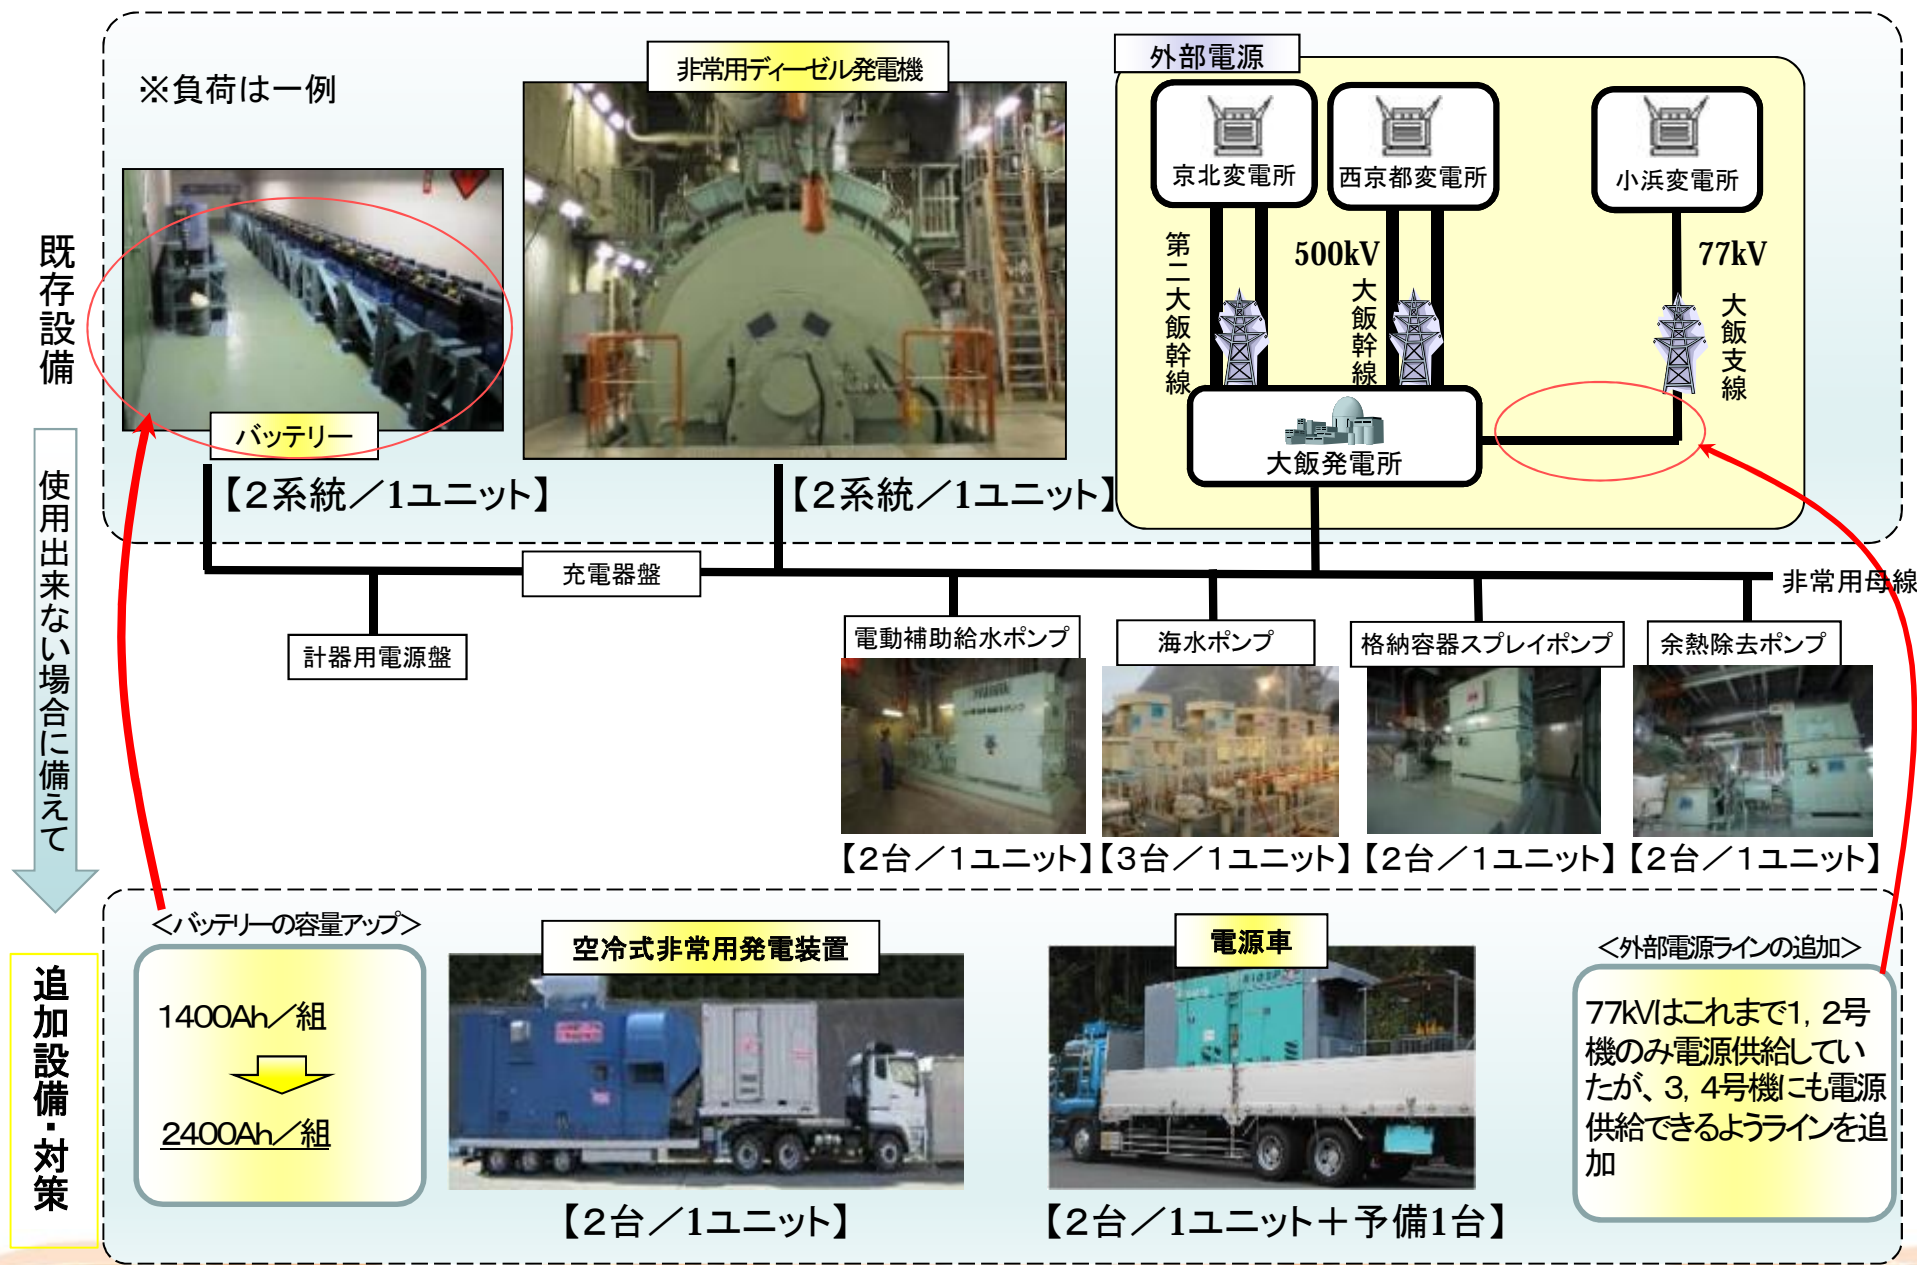 ※負荷は一例
非常用ディーゼル発電機
外部電源
京北変電所
西京都変電所
小浜変電所
第二大飯幹線
500kV
大飯幹線
77kV
大飯支線
大飯発電所
既存設備
バッテリー
【２系統／1ユニット】
【２系統／1ユニット】
使用出来ない場合に備えて
充電器盤
非常用母線
計器用電源盤
電動補助給水ポンプ
海水ポンプ
格納容器スプレイポンプ
余熱除去ポンプ
【２台／１ユニット】
【３台／１ユニット】
【２台／１ユニット】
【２台／１ユニット】
追加設備・対策
＜バッテリーの容量アップ＞
1400Ah／組
2400Ah／組
空冷式非常用発電装置
【２台／1ユニット】
電源車
【２台／1ユニット＋予備1台】
＜外部電源ラインの追加＞
77kVはこれまで1, 2号
機のみ電源供給してい
たが、3, 4号機にも電源
供給できるようラインを追
加